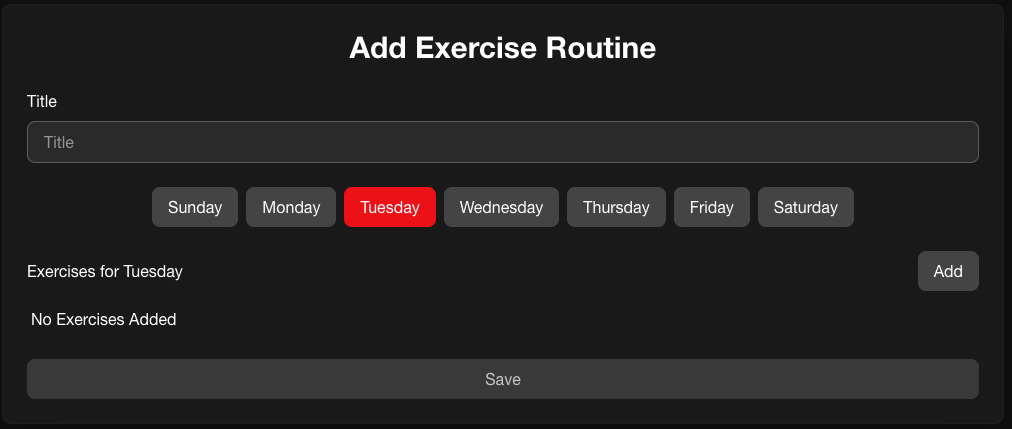 Add Exercise Routine
Title
Title
Sunday Monday Tuesday Wednesday Thursday Friday Saturday
Exercises for Tuesday Add
No Exercises Added
Save